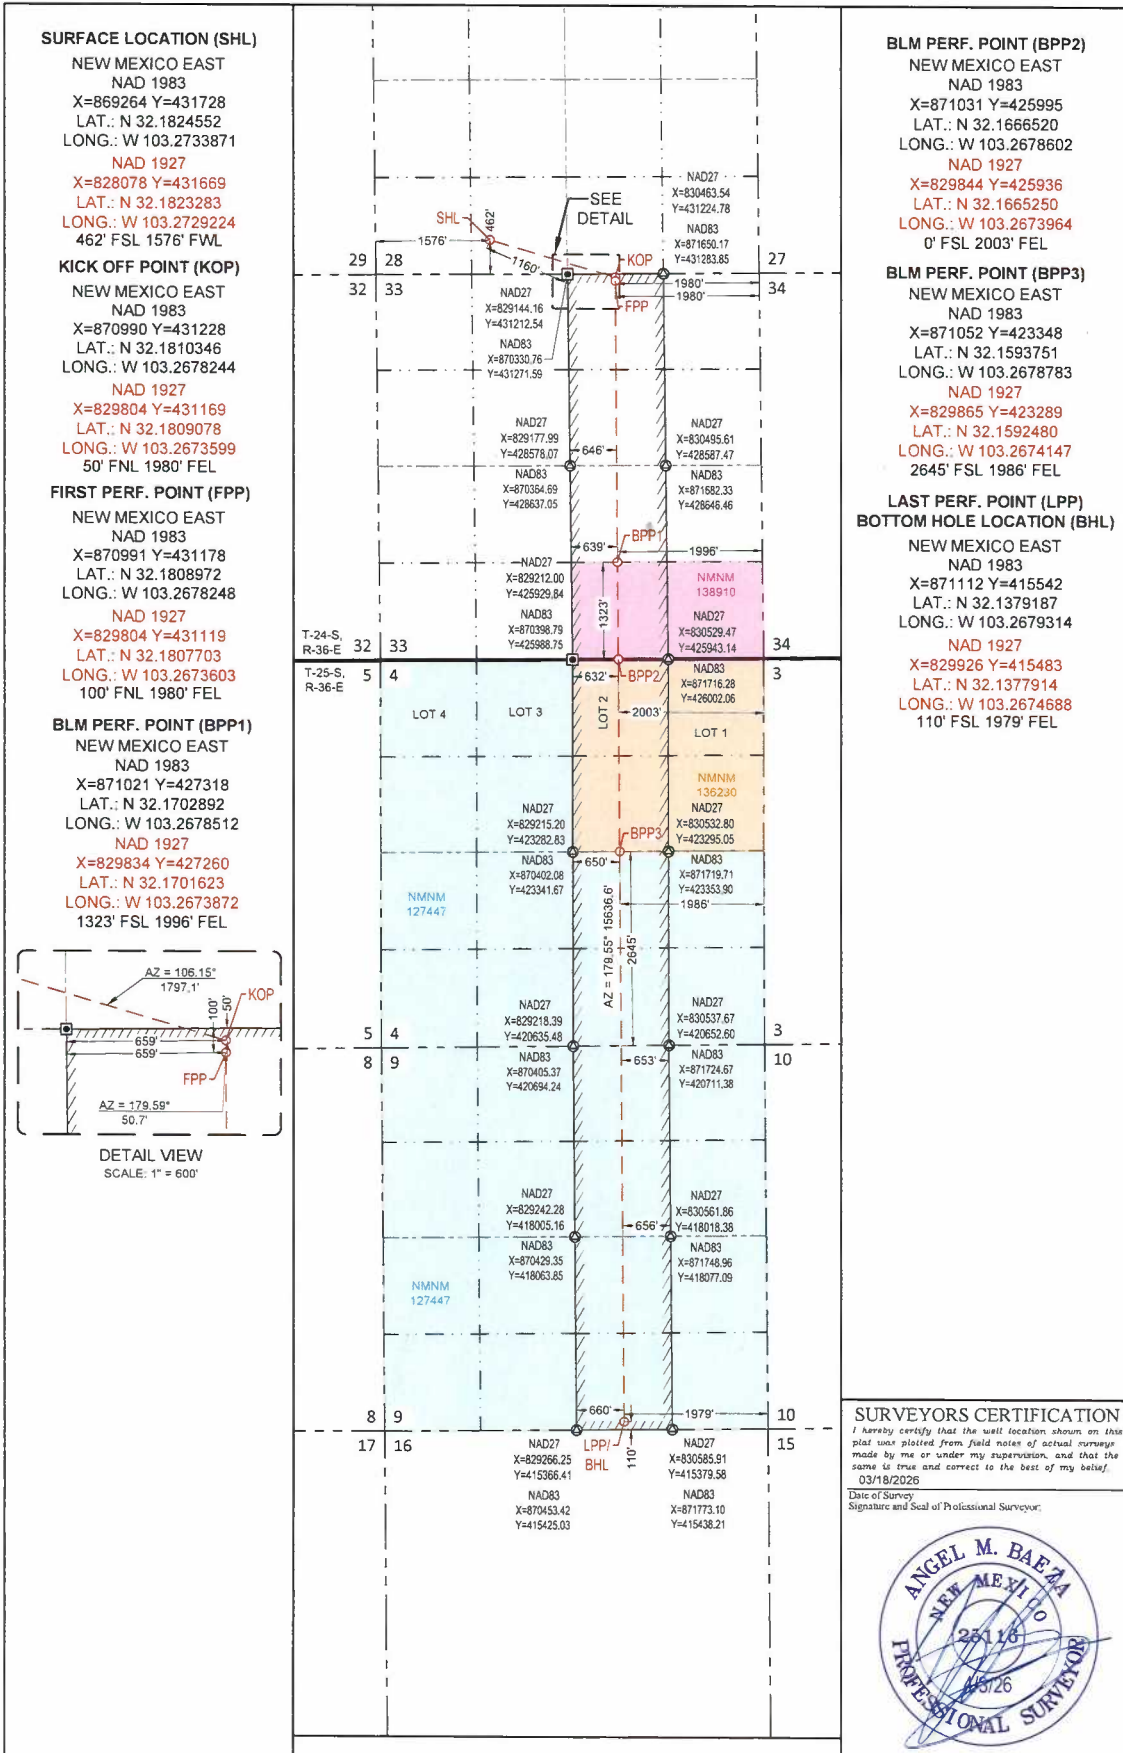 SURFACE LOCATION (SHL)
NEW MEXICO EAST
NAD 1983
X=869264 Y=431728
LAT.: N 32.1824552
LONG.: W 103.2733871
NAD 1927
X=828078 Y=431669
LAT.: N 32.1823283
LONG.: W 103.2729224
462' FSL 1576' FWL
KICK OFF POINT (KOP)
NEW MEXICO EAST
NAD 1983
X=870990 Y=431228
LAT.: N 32.1810346
LONG.: W 103.2678244
NAD 1927
X=829804 Y=431169
LAT.: N 32.1809078
LONG.: W 103.2673599
50' FNL 1980' FEL
FIRST PERF. POINT (FPP)
NEW MEXICO EAST
NAD 1983
X=870991 Y=431178
LAT.: N 32.1808972
LONG.: W 103.2678248
NAD 1927
X=829804 Y=431119
LAT.: N 32.1807703
LONG.: W 103.2673603
100' FNL 1980' FEL
BLM PERF. POINT (BPP1)
NEW MEXICO EAST
NAD 1983
X=871021 Y=427318
LAT.: N 32.1702892
LONG.: W 103.2678512
NAD 1927
X=829834 Y=427260
LAT.: N 32.1701623
LONG.: W 103.2673872
1323' FSL 1996' FEL
AZ = 106.15°
1797.1'
KOP
100'
50'
659'
659'
FPP
AZ = 179.59°
50.7'
DETAIL VIEW
SCALE: 1" = 600'
SEE
DETAIL
SHL
462'
1576'
1160'
NAD27
X=830463.54
Y=431224.78
NAD83
X=871650.17
Y=431283.85
29 28
32 33
27
34
KOP
1980'
1980'
FPP
NAD27
X=829144.16
Y=431212.54
NAD83
X=870330.76
Y=431271.59
NAD27
X=829177.99
Y=428578.07
NAD83
X=870364.69
Y=428637.05
646'
NAD27
X=830495.61
Y=428587.47
NAD83
X=871682.33
Y=428646.46
BPP1
639'
1996'
NAD27
X=829212.00
Y=425929.84
NAD83
X=870398.79
Y=425988.75
1323'
NMNM
138910
NAD27
X=830529.47
Y=425943.14
NAD83
X=871716.28
Y=426002.06
T-24-S,
R-36-E
32 33
34
T-25-S,
R-36-E
5 4
3
632'
BPP2
2003'
LOT 4
LOT 3
LOT 2
LOT 1
NMNM
136230
NAD27
X=829215.20
Y=423282.83
NAD83
X=870402.08
Y=423341.67
BPP3
650'
NAD27
X=830532.80
Y=423295.05
NAD83
X=871719.71
Y=423353.90
1986'
NMNM
127447
AZ = 179.55° 15636.6'
2645'
NAD27
X=829218.39
Y=420635.48
NAD83
X=870405.37
Y=420694.24
NAD27
X=830537.67
Y=420652.60
NAD83
X=871724.67
Y=420711.38
5 4
8 9
3
10
653'
NAD27
X=829242.28
Y=418005.16
NAD83
X=870429.35
Y=418063.85
NAD27
X=830561.86
Y=418018.38
NAD83
X=871748.96
Y=418077.09
656'
NMNM
127447
660'
1979'
8 9
17 16
10
15
LPP/
BHL
110'
NAD27
X=829266.25
Y=415366.41
NAD83
X=870453.42
Y=415425.03
NAD27
X=830585.91
Y=415379.58
NAD83
X=871773.10
Y=415438.21
BLM PERF. POINT (BPP2)
NEW MEXICO EAST
NAD 1983
X=871031 Y=425995
LAT.: N 32.1666520
LONG.: W 103.2678602
NAD 1927
X=829844 Y=425936
LAT.: N 32.1665250
LONG.: W 103.2673964
0' FSL 2003' FEL
BLM PERF. POINT (BPP3)
NEW MEXICO EAST
NAD 1983
X=871052 Y=423348
LAT.: N 32.1593751
LONG.: W 103.2678783
NAD 1927
X=829865 Y=423289
LAT.: N 32.1592480
LONG.: W 103.2674147
2645' FSL 1986' FEL
LAST PERF. POINT (LPP)
BOTTOM HOLE LOCATION (BHL)
NEW MEXICO EAST
NAD 1983
X=871112 Y=415542
LAT.: N 32.1379187
LONG.: W 103.2679314
NAD 1927
X=829926 Y=415483
LAT.: N 32.1377914
LONG.: W 103.2674688
110' FSL 1979' FEL
SURVEYORS CERTIFICATION
I hereby certify that the well location shown on this
plat was plotted from field notes of actual surveys
made by me or under my supervision, and that the
same is true and correct to the best of my belief.
03/18/2026
Date of Survey
Signature and Seal of Professional Surveyor:
ANGEL M. BAEZA
NEW MEXICO
25116
4/3/26
PROFESSIONAL SURVEYOR